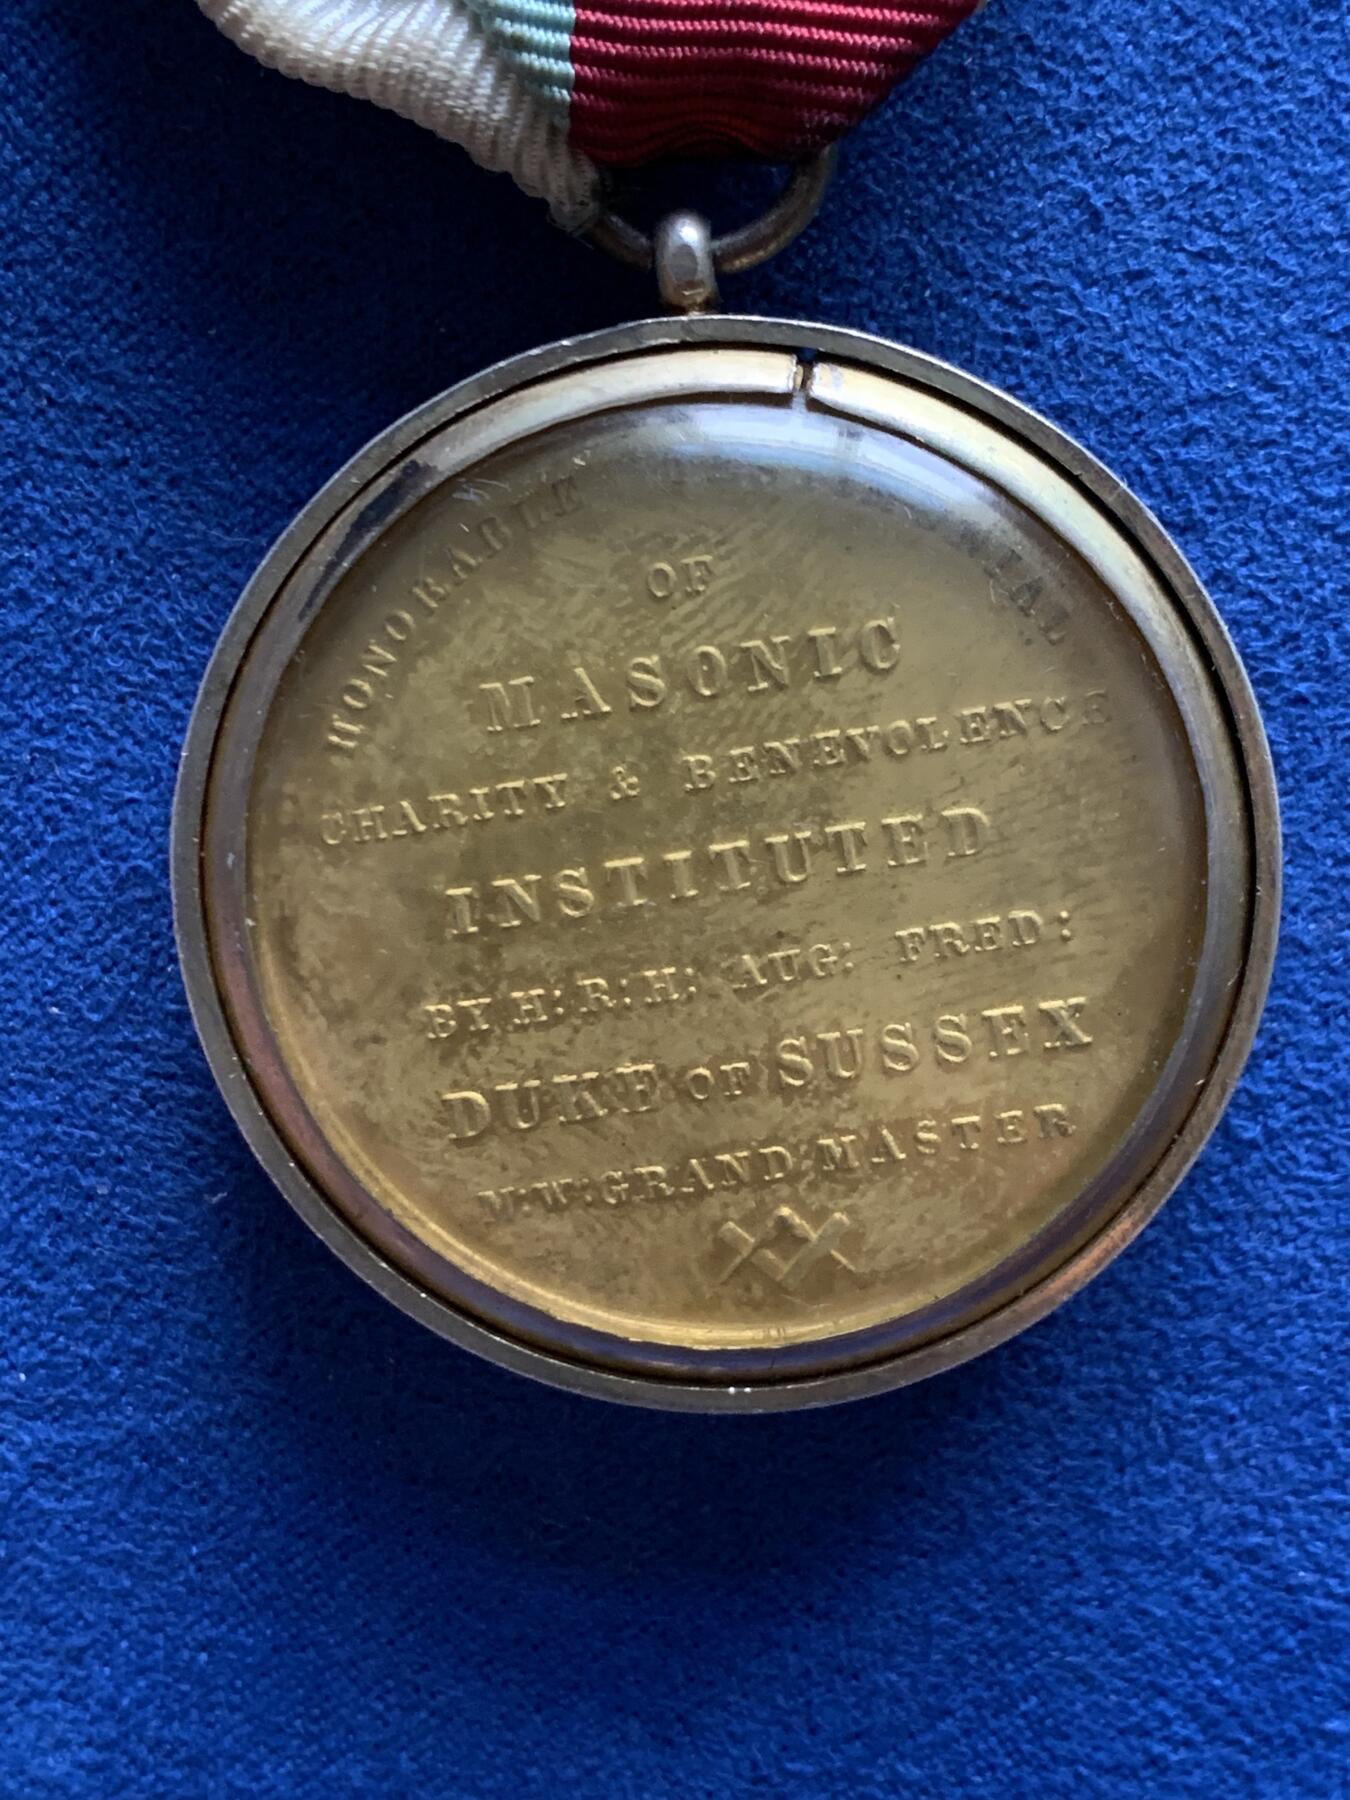 HONORABLE
OF
MASONIC
CHARITY & BENEVOLENCE
INSTITUTED
BY H: R: H: AUG: FRED:
DUKE OF SUSSEX
M: W: GRAND MASTER